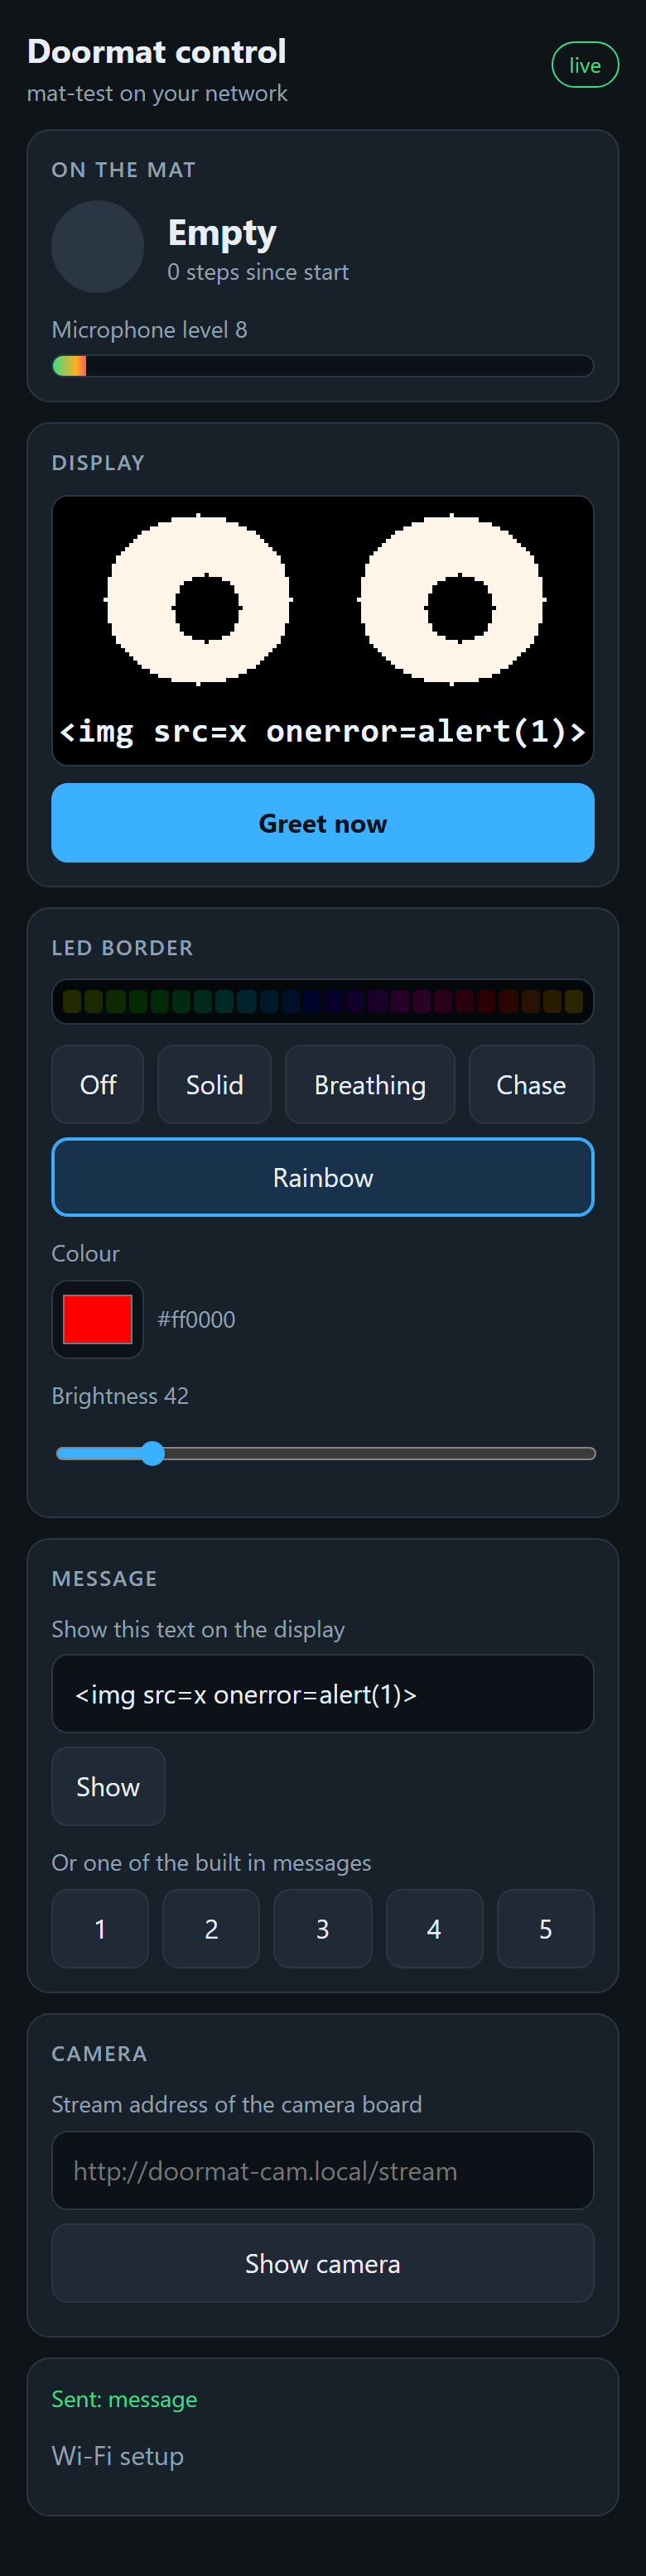 Doormat control
mat-test on your network
live
ON THE MAT
Empty
0 steps since start
Microphone level 8
DISPLAY
<img src=x onerror=alert(1)>
Greet now
LED BORDER
Off
Solid
Breathing
Chase
Rainbow
Colour
#ff0000
Brightness 42
MESSAGE
Show this text on the display
<img src=x onerror=alert(1)>
Show
Or one of the built in messages
1
2
3
4
5
CAMERA
Stream address of the camera board
http://doormat-cam.local/stream
Show camera
Sent: message
Wi-Fi setup